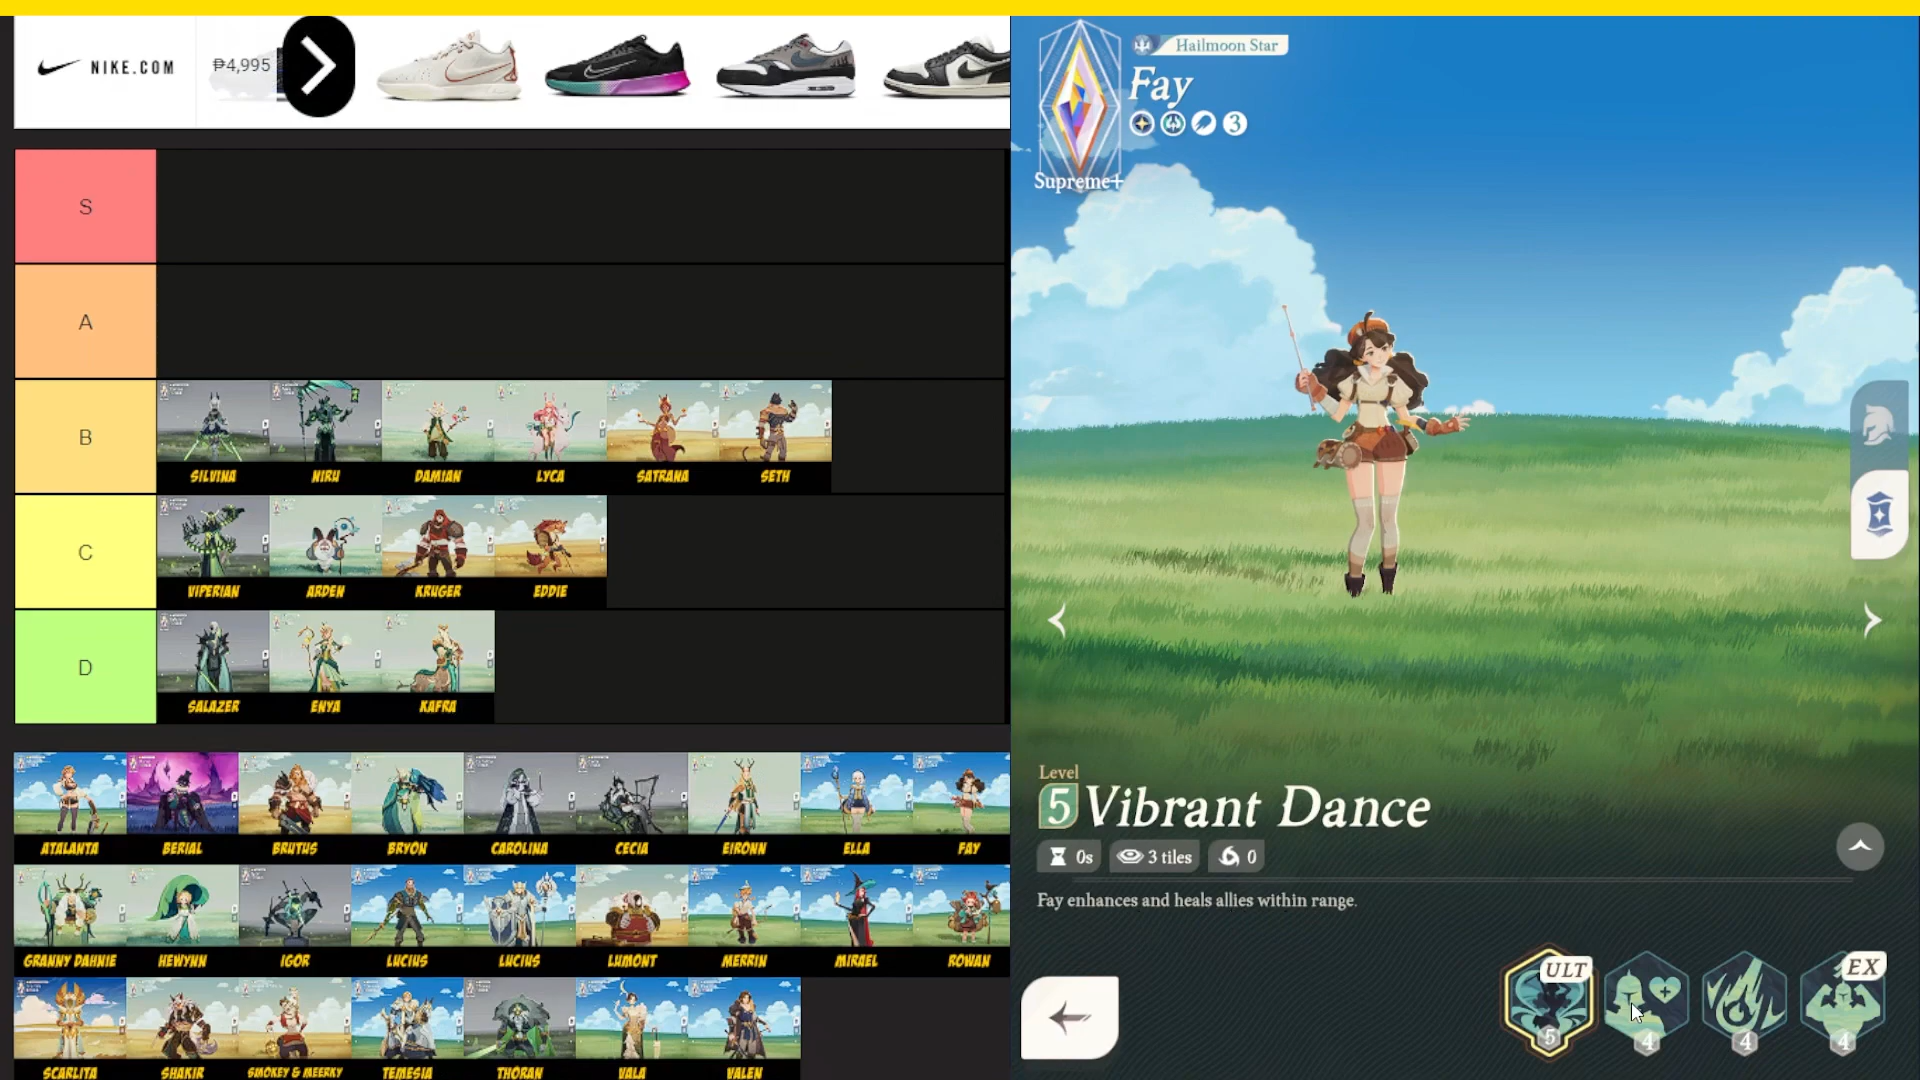 NIKE.COM
₱4,995
S
A
B
SILVINA NIRU DAMIAN LYCA SATRANA SETH
C
VIPERIAN ARDEN KRUGER EDDIE
D
SALAZER ENYA KAFRA
ATALANTA BERIAL BRUTUS BRYON CAROLINA CECIA EIRONN ELLA FAY
GRANNY DAHNIE HEWYNN IGOR LUCIUS LUCIUS LUMONT MERRIN MIRAEL ROWAN
SCARLITA SHAKIR SMOKEY & MEERKY TEMESIA THORAN VALA VALEN
Hailmoon Star
Fay
3
Supreme+
Level
5 Vibrant Dance
0s 3 tiles 0
Fay enhances and heals allies within range.
ULT EX
5 4 4 4